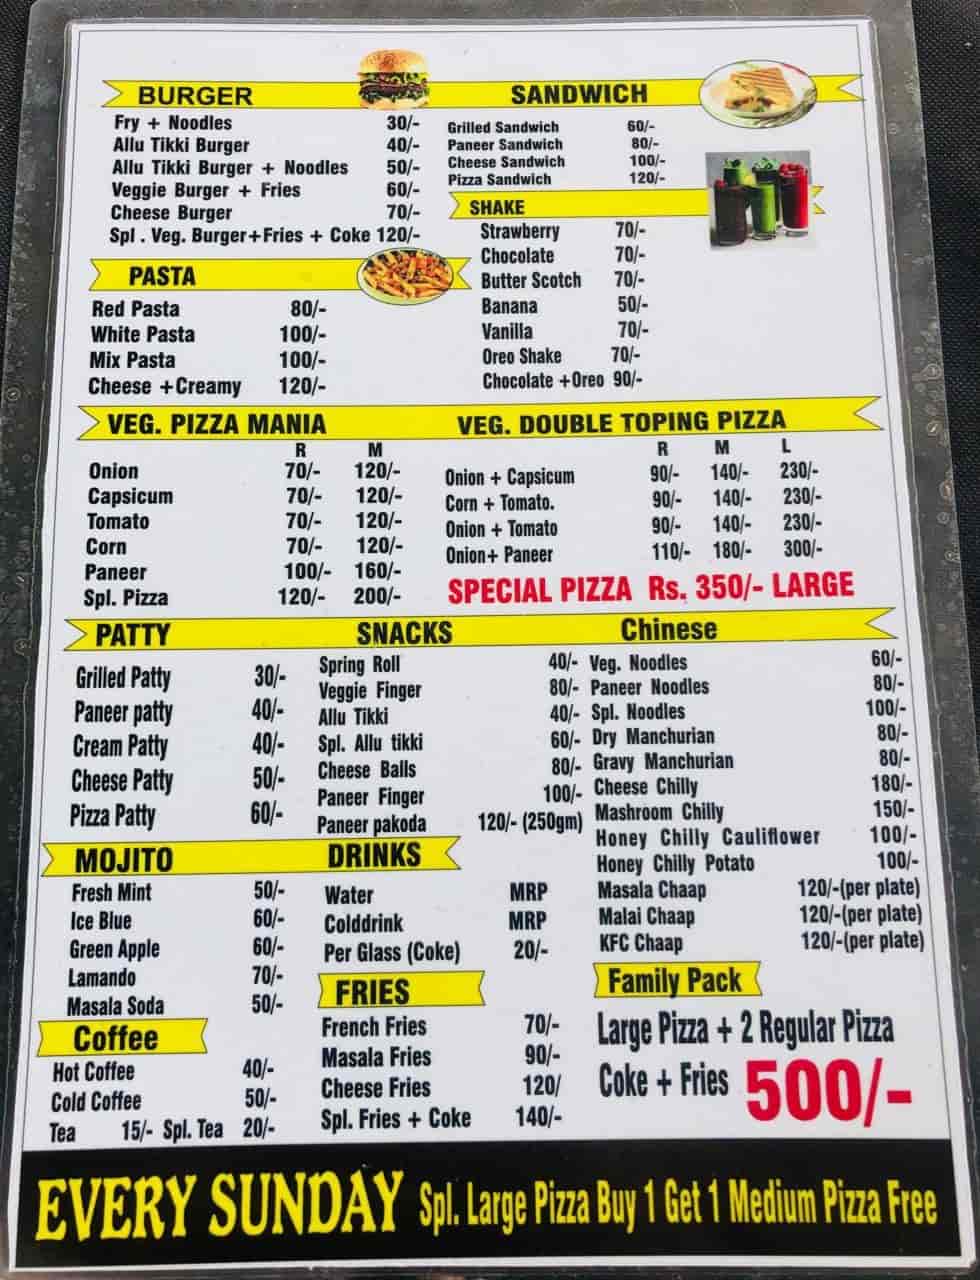 BURGER
Fry + Noodles 30/-
Allu Tikki Burger 40/-
Allu Tikki Burger + Noodles 50/-
Veggie Burger + Fries 60/-
Cheese Burger 70/-
Spl . Veg. Burger+Fries + Coke 120/-
SANDWICH
Grilled Sandwich 60/-
Paneer Sandwich 80/-
Cheese Sandwich 100/-
Pizza Sandwich 120/-
SHAKE
Strawberry 70/-
Chocolate 70/-
Butter Scotch 70/-
Banana 50/-
Vanilla 70/-
Oreo Shake 70/-
Chocolate +Oreo 90/-
PASTA
Red Pasta 80/-
White Pasta 100/-
Mix Pasta 100/-
Cheese +Creamy 120/-
VEG. PIZZA MANIA
R M
Onion 70/- 120/-
Capsicum 70/- 120/-
Tomato 70/- 120/-
Corn 70/- 120/-
Paneer 100/- 160/-
Spl. Pizza 120/- 200/-
VEG. DOUBLE TOPING PIZZA
R M L
Onion + Capsicum 90/- 140/- 230/-
Corn + Tomato. 90/- 140/- 230/-
Onion + Tomato 90/- 140/- 230/-
Onion+ Paneer 110/- 180/- 300/-
SPECIAL PIZZA Rs. 350/- LARGE
PATTY
Grilled Patty 30/-
Paneer patty 40/-
Cream Patty 40/-
Cheese Patty 50/-
Pizza Patty 60/-
SNACKS
Spring Roll 40/-
Veggie Finger 80/-
Allu Tikki 40/-
Spl. Allu tikki 60/-
Cheese Balls 80/-
Paneer Finger 100/-
Paneer pakoda 120/- (250gm)
Chinese
Veg. Noodles 60/-
Paneer Noodles 80/-
Spl. Noodles 100/-
Dry Manchurian 80/-
Gravy Manchurian 80/-
Cheese Chilly 180/-
Mashroom Chilly 150/-
Honey Chilly Cauliflower 100/-
Honey Chilly Potato 100/-
Masala Chaap 120/-(per plate)
Malai Chaap 120/-(per plate)
KFC Chaap 120/-(per plate)
MOJITO
Fresh Mint 50/-
Ice Blue 60/-
Green Apple 60/-
Lamando 70/-
Masala Soda 50/-
DRINKS
Water MRP
Colddrink MRP
Per Glass (Coke) 20/-
Coffee
Hot Coffee 40/-
Cold Coffee 50/-
Tea 15/- Spl. Tea 20/-
FRIES
French Fries 70/-
Masala Fries 90/-
Cheese Fries 120/
Spl. Fries + Coke 140/-
Family Pack
Large Pizza + 2 Regular Pizza
Coke + Fries 500/-
EVERY SUNDAY Spl. Large Pizza Buy 1 Get 1 Medium Pizza Free